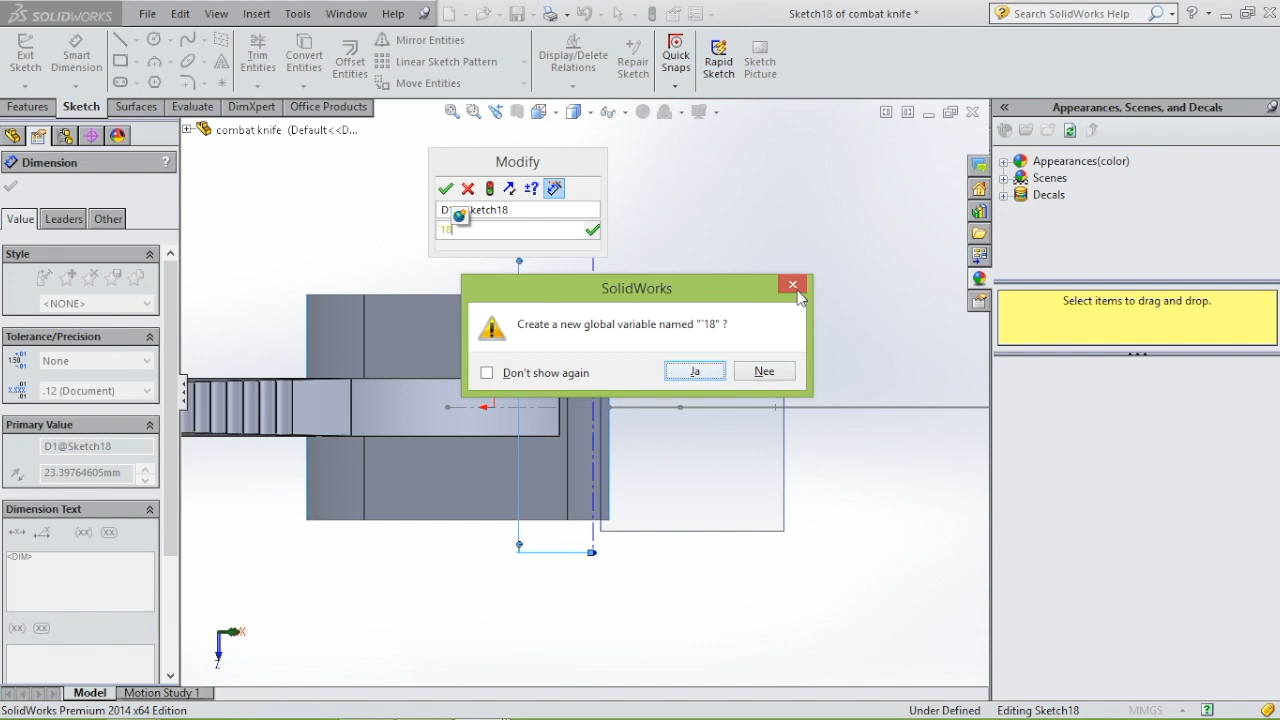 SOLIDWORKS File Edit View Insert Tools Window Help Sketch18 of combat knife * Search SolidWorks Help
Exit Sketch
Smart Dimension
Trim Entities
Convert Entities
Offset Entities
Mirror Entities
Linear Sketch Pattern
Move Entities
Display/Delete Relations
Repair Sketch
Quick Snaps
Rapid Sketch
Sketch Picture
Features Sketch Surfaces Evaluate DimXpert Office Products
Appearances, Scenes, and Decals
combat knife (Default<<D...
Dimension ?
Value Leaders Other
Style
<NONE>
Tolerance/Precision
None
.12 (Document)
Primary Value
D1@Sketch18
23.39764605mm
Dimension Text
<DIM>
Modify
`18
SolidWorks
Create a new global variable named "`18" ?
Don't show again
Ja
Nee
Appearances(color)
Scenes
Decals
Select items to drag and drop.
X
Z
Model Motion Study 1
SolidWorks Premium 2014 x64 Edition Under Defined Editing Sketch18 MMGS